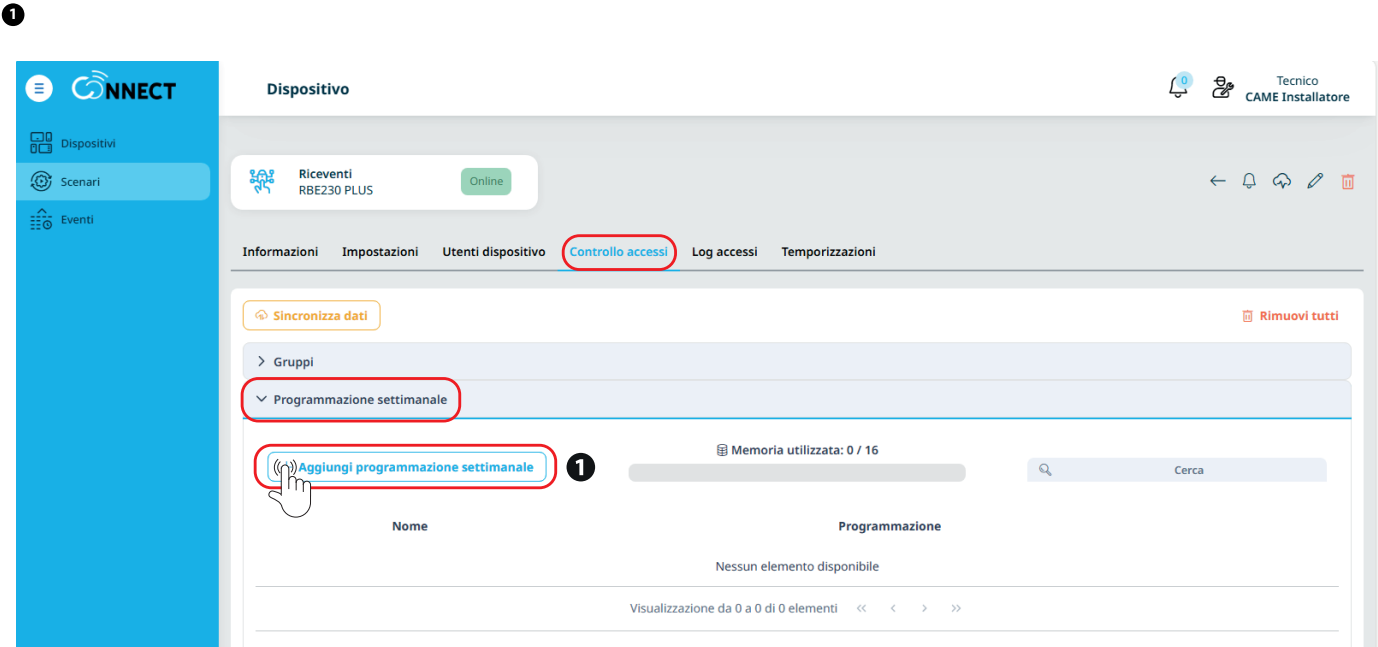 ❶
CONNECT
Dispositivo
0
Tecnico
CAME Installatore
Dispositivi
Scenari
Eventi
Riceventi
RBE230 PLUS
Online
Informazioni Impostazioni Utenti dispositivo Controllo accessi Log accessi Temporizzazioni
Sincronizza dati
Rimuovi tutti
Gruppi
Programmazione settimanale
Aggiungi programmazione settimanale
❶
Memoria utilizzata: 0 / 16
Cerca
Nome Programmazione
Nessun elemento disponibile
Visualizzazione da 0 a 0 di 0 elementi « ‹ › »